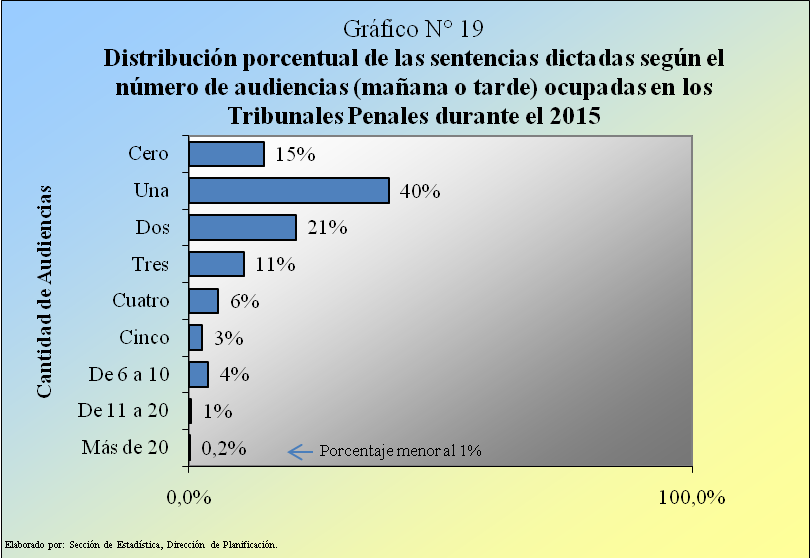 Gráfico N° 19
Distribución porcentual de las sentencias dictadas según el
número de audiencias (mañana o tarde) ocupadas en los
Tribunales Penales durante el 2015
Cantidad de Audiencias
Cero 15%
Una 40%
Dos 21%
Tres 11%
Cuatro 6%
Cinco 3%
De 6 a 10 4%
De 11 a 20 1%
Más de 20 0,2% Porcentaje menor al 1%
0,0% 100,0%
Elaborado por: Sección de Estadística, Dirección de Planificación.